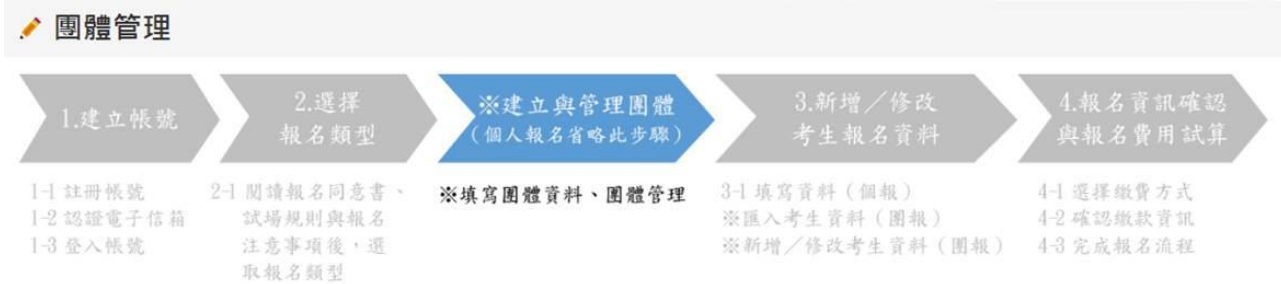 團體管理
1.建立帳號
2.選擇
報名類型
※建立與管理團體
(個人報名省略此步驟)
3.新增／修改
考生報名資料
4.報名資訊確認
與報名費用試算
1-1 註冊帳號
1-2 認證電子信箱
1-3 登入帳號
2-1 閱讀報名同意書、
試場規則與報名
注意事項後，選
取報名類型
※填寫團體資料、團體管理
3-1 填寫資料（個報）
※匯入考生資料（團報）
※新增／修改考生資料（團報）
4-1 選擇繳費方式
4-2 確認繳款資訊
4-3 完成報名流程